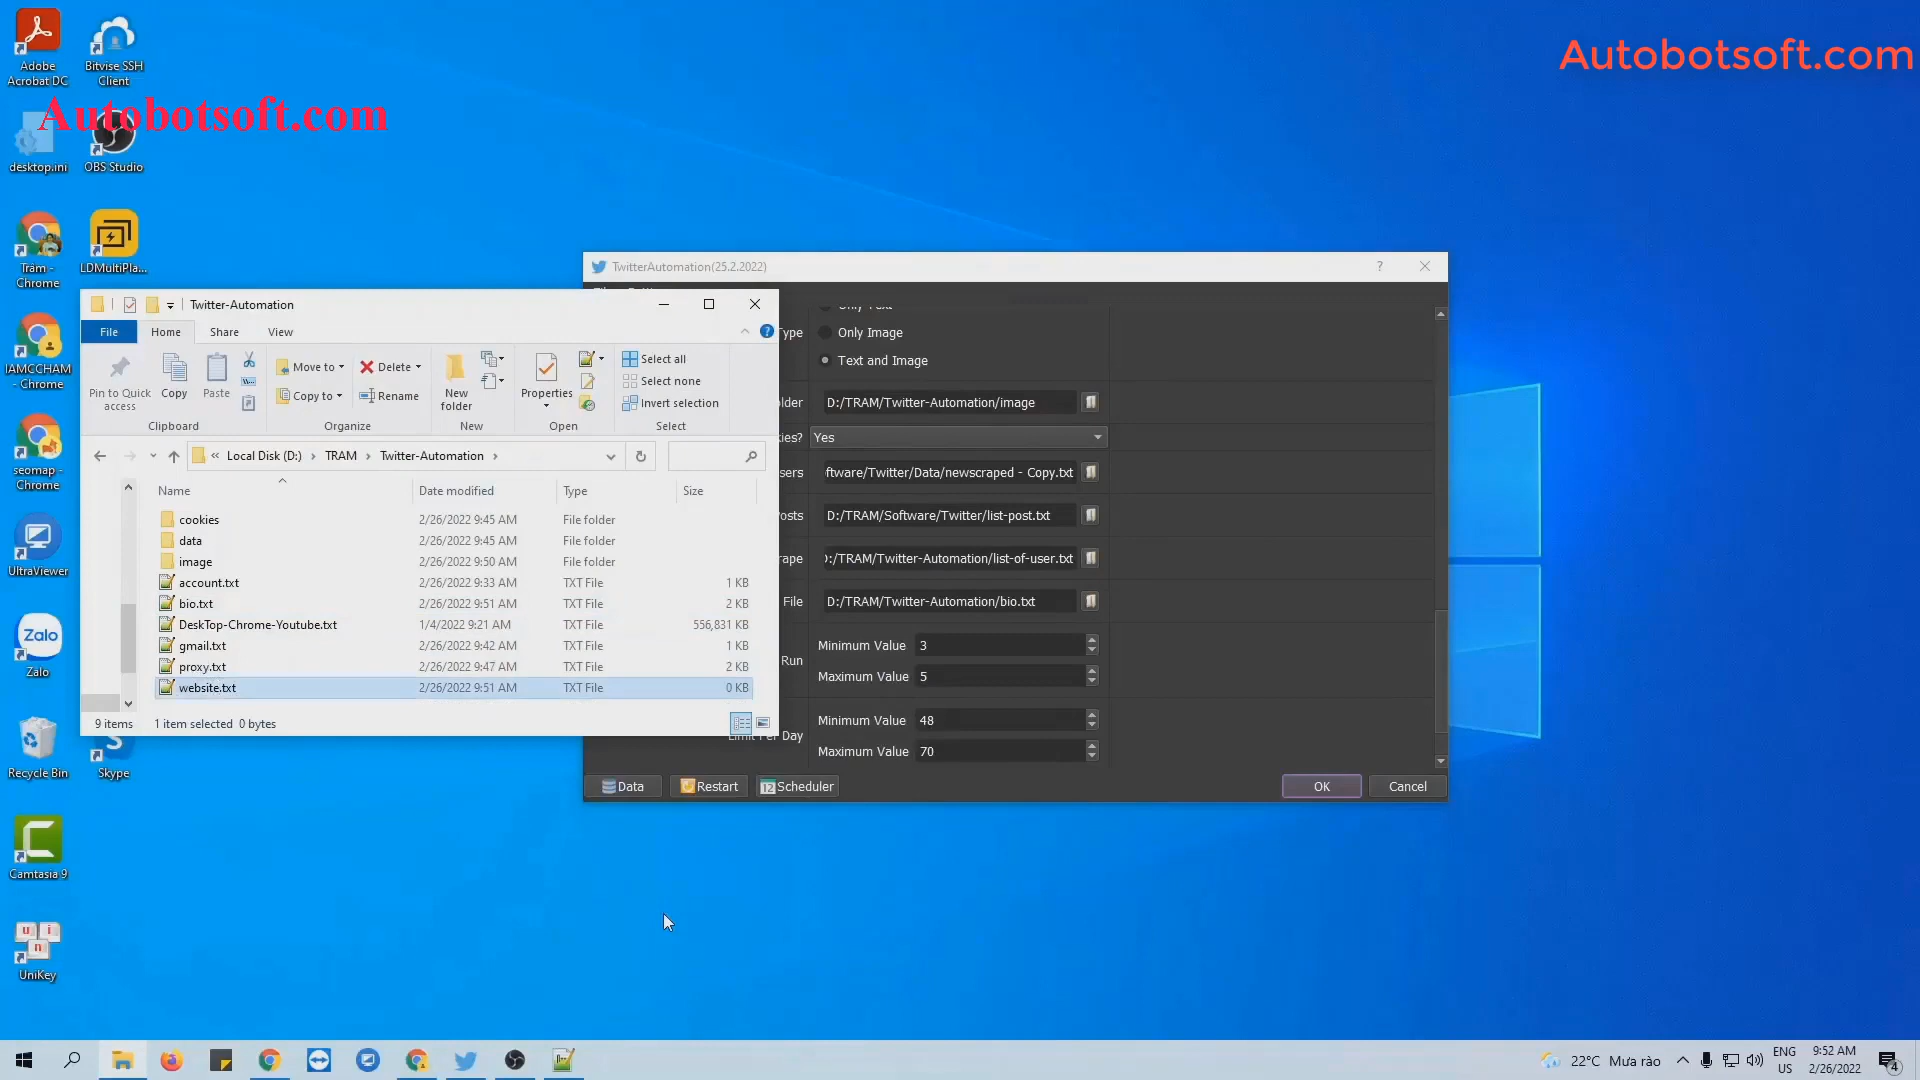 Adobe
Acrobat DC
Bitvise SSH
Client
Autobotsoft.com
Autobotsoft.com
desktop.ini
OBS Studio
Trâm -
Chrome
LDMultiPla...
IAMCCHAM
- Chrome
seomap -
Chrome
UltraViewer
Zalo
Zalo
Recycle Bin
Skype
Camtasia 9
UniKey
Twitter-Automation
File
Home
Share
View
Pin to Quick
access
Copy
Paste
Clipboard
Move to
Copy to
Delete
Rename
Organize
New
folder
New
Properties
Open
Select all
Select none
Invert selection
Select
Local Disk (D:)
TRAM
Twitter-Automation
Name Date modified Type Size
cookies 2/26/2022 9:45 AM File folder
data 2/26/2022 9:45 AM File folder
image 2/26/2022 9:50 AM File folder
account.txt 2/26/2022 9:33 AM TXT File 1 KB
bio.txt 2/26/2022 9:51 AM TXT File 2 KB
DeskTop-Chrome-Youtube.txt 1/4/2022 9:21 AM TXT File 556,831 KB
gmail.txt 2/26/2022 9:42 AM TXT File 1 KB
proxy.txt 2/26/2022 9:47 AM TXT File 2 KB
website.txt 2/26/2022 9:51 AM TXT File 0 KB
9 items 1 item selected 0 bytes
TwitterAutomation(25.2.2022)
?
Type
Only Image
Text and Image
lder D:/TRAM/Twitter-Automation/image
ies? Yes
sers ftware/Twitter/Data/newscraped - Copy.txt
osts D:/TRAM/Software/Twitter/list-post.txt
rape :/TRAM/Twitter-Automation/list-of-user.txt
File D:/TRAM/Twitter-Automation/bio.txt
Run
Minimum Value 3
Maximum Value 5
Limit Per Day
Minimum Value 48
Maximum Value 70
Data Restart Scheduler OK Cancel
22°C Mưa rào
ENG
US
9:52 AM
2/26/2022
4